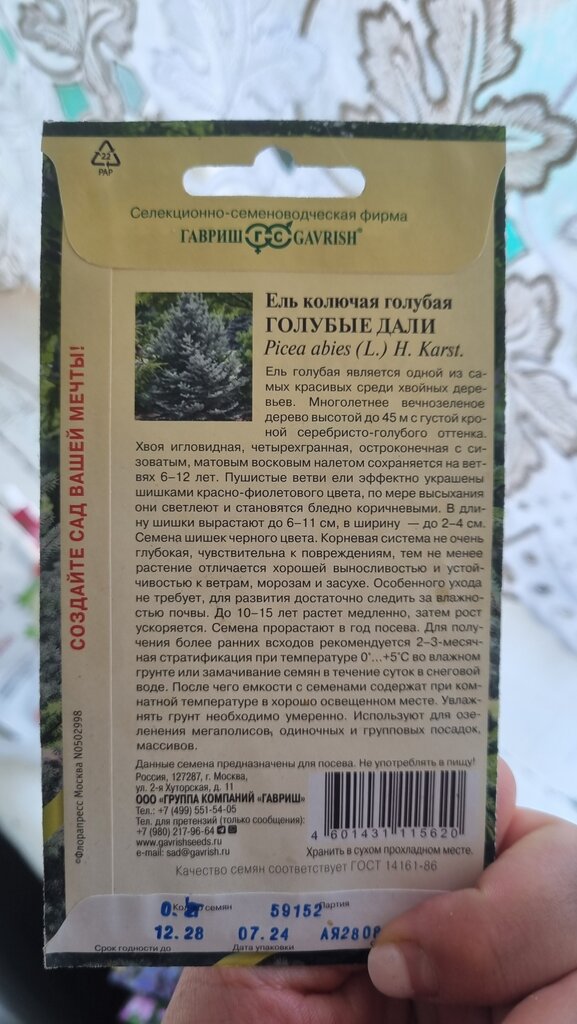 22
PAP
Селекционно-семеноводческая фирма
ГАВРИШ ГС GAVRISH®
СОЗДАЙТЕ САД ВАШЕЙ МЕЧТЫ!
Ель колючая голубая
ГОЛУБЫЕ ДАЛИ
Picea abies (L.) H. Karst.
Ель голубая является одной из са-
мых красивых среди хвойных дере-
вьев. Многолетнее вечнозеленое
дерево высотой до 45 м с густой кро-
ной серебристо-голубого оттенка.
Хвоя игловидная, четырехгранная, остроконечная с си-
зоватым, матовым восковым налетом сохраняется на вет-
вях 6–12 лет. Пушистые ветви ели эффектно украшены
шишками красно-фиолетового цвета, по мере высыхания
они светлеют и становятся бледно коричневыми. В дли-
ну шишки вырастают до 6–11 см, в ширину — до 2–4 см.
Семена шишек черного цвета. Корневая система не очень
глубокая, чувствительна к повреждениям, тем не менее
растение отличается хорошей выносливостью и устой-
чивостью к ветрам, морозам и засухе. Особенного ухода
не требует, для развития достаточно следить за влажно-
стью почвы. До 10–15 лет растет медленно, затем рост
ускоряется. Семена прорастают в год посева. Для полу-
чения более ранних всходов рекомендуется 2–3-месяч-
ная стратификация при температуре 0°...+5°С во влажном
грунте или замачивание семян в течение суток в снеговой
воде. После чего емкости с семенами содержат при ком-
натной температуре в хорошо освещенном месте. Увлаж-
нять грунт необходимо умеренно. Используют для озе-
ленения мегаполисов, одиночных и групповых посадок,
массивов.
Данные семена предназначены для посева. Не употреблять в пищу!
Россия, 127287, г. Москва,
ул. 2-я Хуторская, д. 11
ООО «ГРУППА КОМПАНИЙ «ГАВРИШ»
Тел.: +7 (499) 551-54-05
Тел. для претензий (только сообщения):
+7 (980) 217-96-64
www.gavrishseeds.ru
e-mail: sad@gavrish.ru
4 601431 115620
Хранить в сухом прохладном месте.
Качество семян соответствует ГОСТ 14161-86
©Флорапресс Москва N0502998
семян
59152 Партия
12.28 07.24 АЯ2808
Срок годности до Дата упаковки